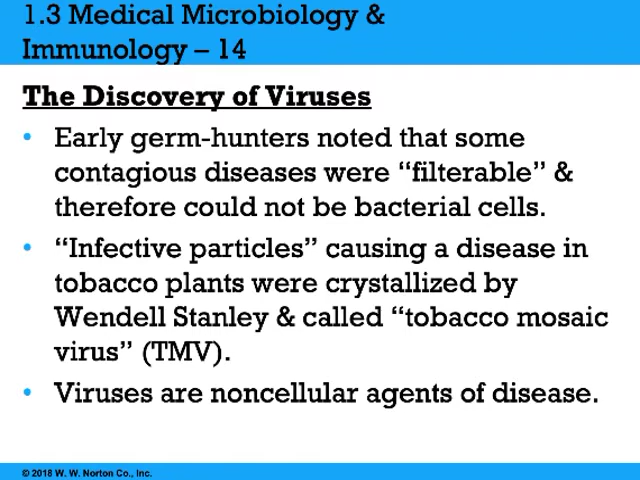 1.3 Medical Microbiology &
Immunology – 14
The Discovery of Viruses
• Early germ-hunters noted that some
contagious diseases were “filterable” &
therefore could not be bacterial cells.
• “Infective particles” causing a disease in
tobacco plants were crystallized by
Wendell Stanley & called “tobacco mosaic
virus” (TMV).
• Viruses are noncellular agents of disease.
© 2018 W. W. Norton Co., Inc.